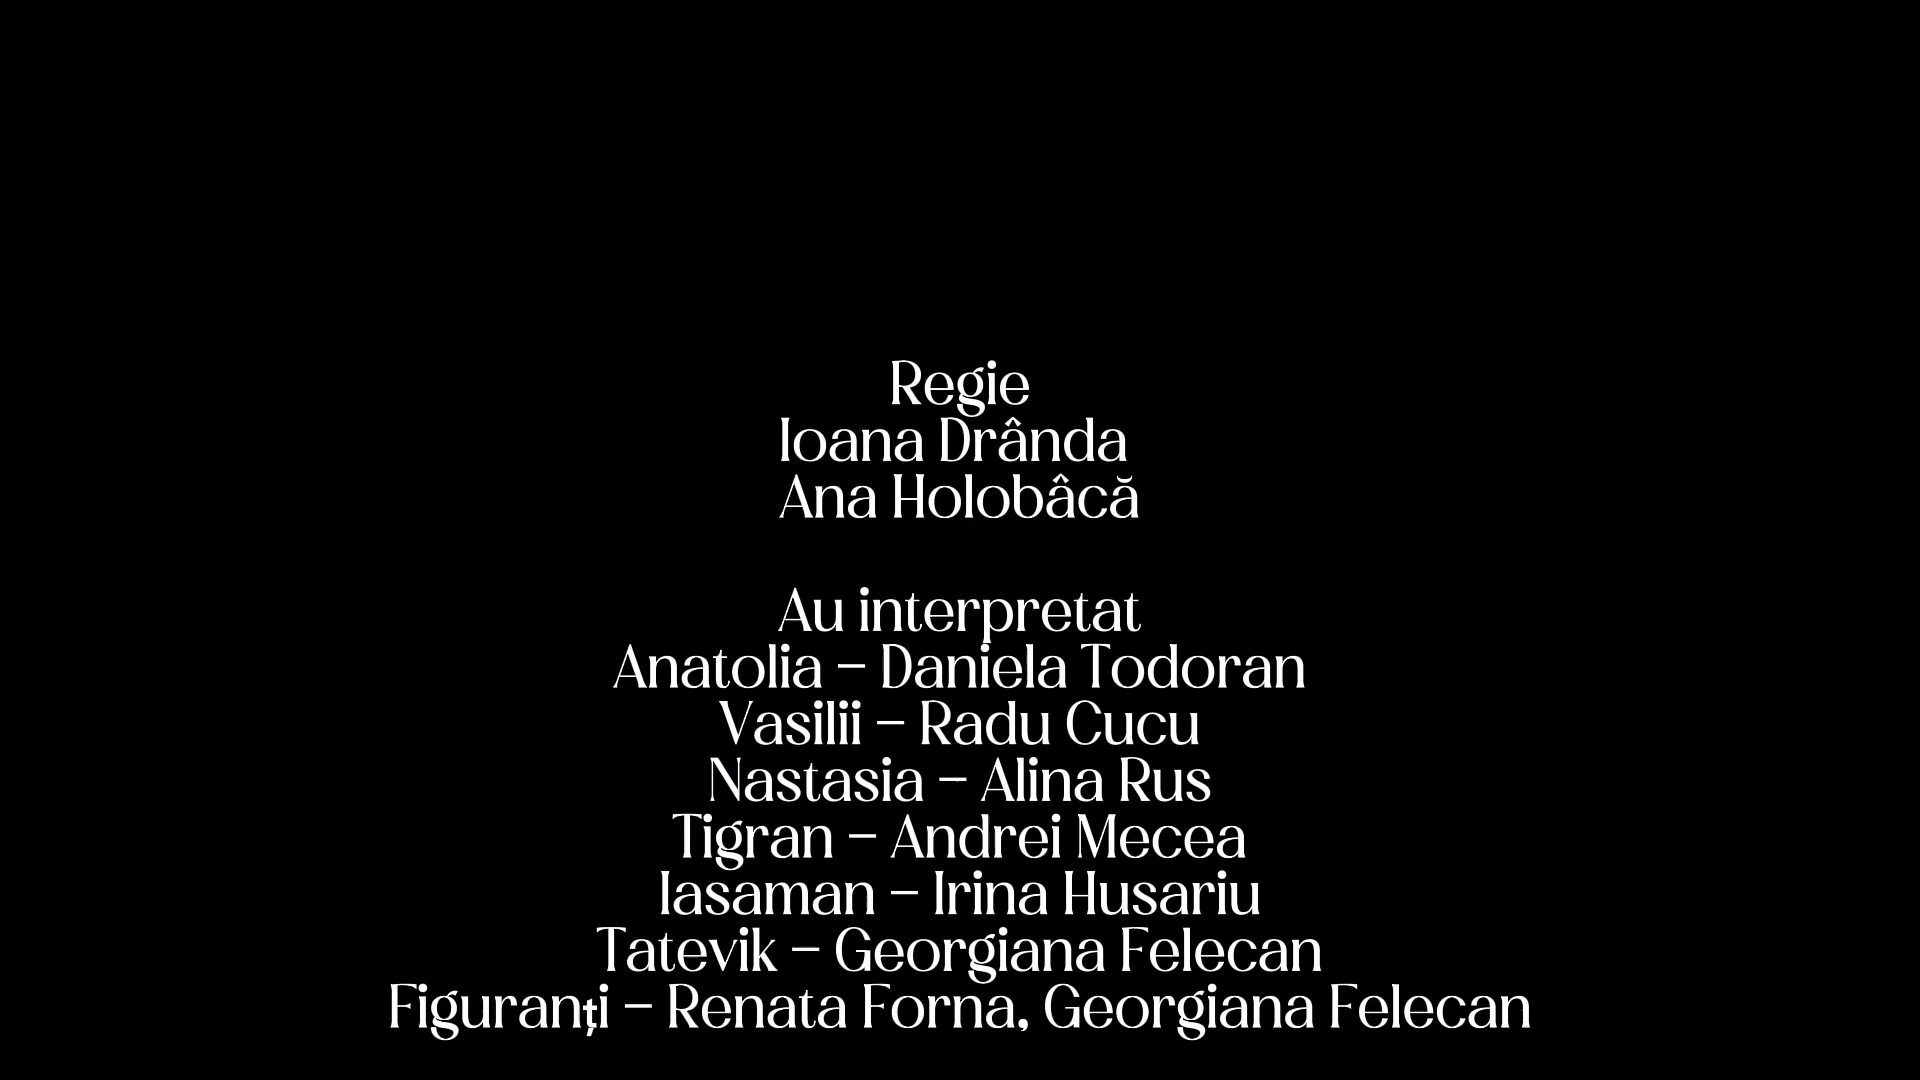 Regie
Ioana Drânda
Ana Holobâcă
Au interpretat
Anatolia – Daniela Todoran
Vasilii – Radu Cucu
Nastasia – Alina Rus
Tigran – Andrei Mecea
Iasaman – Irina Husariu
Tatevik – Georgiana Felecan
Figuranți – Renata Forna, Georgiana Felecan